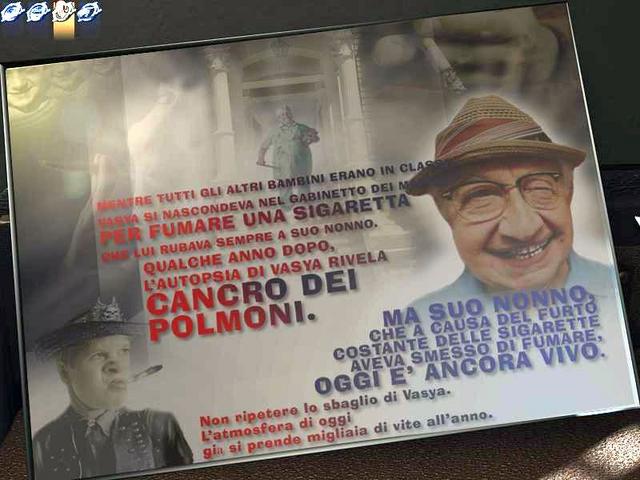 MENTRE TUTTI GLI ALTRI BAMBINI ERANO IN CLASSE
VASYA SI NASCONDEVA NEL GABINETTO DEI
PER FUMARE UNA SIGARETTA
CHE LUI RUBAVA SEMPRE A SUO NONNO.
QUALCHE ANNO DOPO,
L'AUTOPSIA DI VASYA RIVELA
CANCRO DEI
POLMONI.
MA SUO NONNO,
CHE A CAUSA DEL FURTO
COSTANTE DELLE SIGARETTE
AVEVA SMESSO DI FUMARE,
OGGI E' ANCORA VIVO.
Non ripetere lo sbaglio di Vasya.
L'atmosfera di oggi
gia si prende migliaia di vite all'anno.